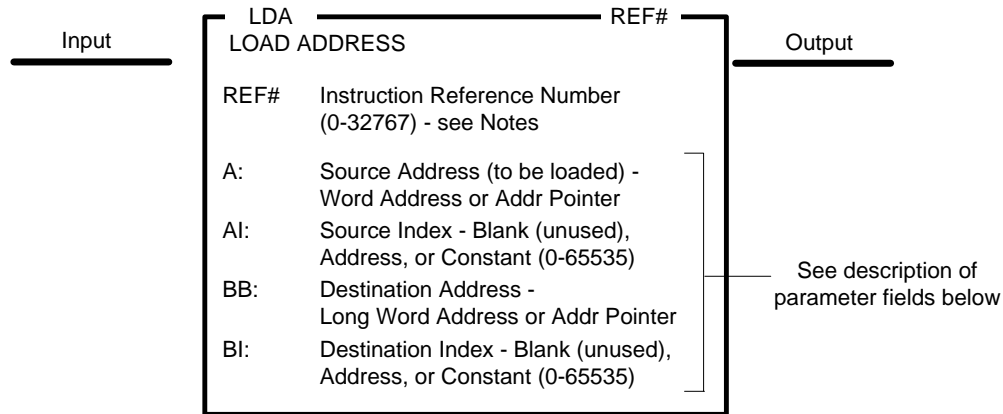 LDA REF#
Input
LOAD ADDRESS
Output
REF# Instruction Reference Number
(0-32767) - see Notes
A: Source Address (to be loaded) -
Word Address or Addr Pointer
AI: Source Index - Blank (unused),
Address, or Constant (0-65535)
BB: Destination Address -
Long Word Address or Addr Pointer
BI: Destination Index - Blank (unused),
Address, or Constant (0-65535)
See description of
parameter fields below